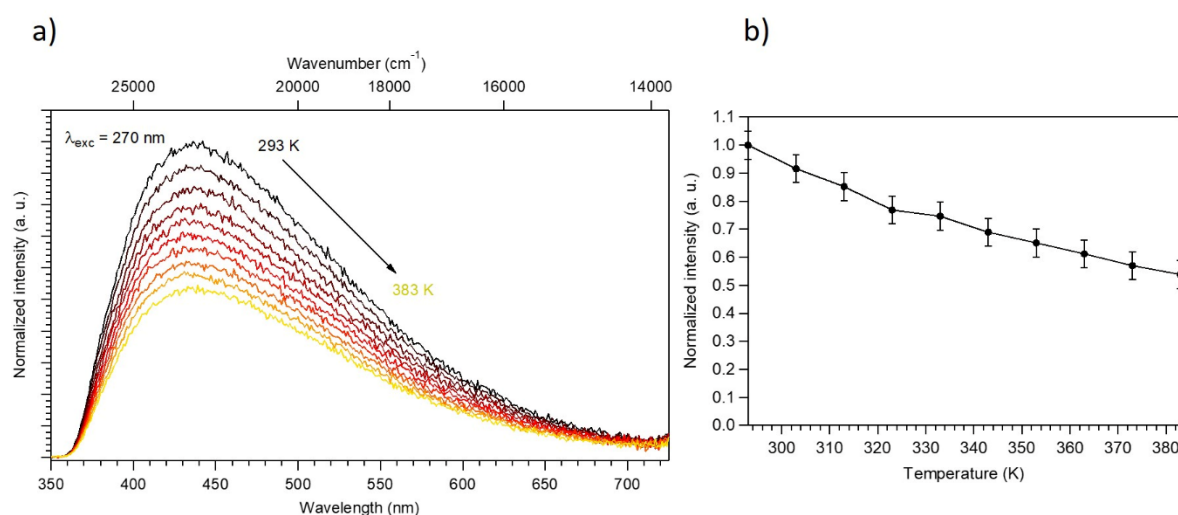 a)
Wavenumber (cm⁻¹)
25000 20000 18000 16000 14000
λexc = 270 nm
293 K
383 K
Normalized intensity (a. u.)
350 400 450 500 550 600 650 700
Wavelength (nm)
b)
1.1
1.0
0.9
0.8
0.7
0.6
0.5
0.4
0.3
0.2
0.1
0.0
Normalized intensity (a. u.)
300 310 320 330 340 350 360 370 380
Temperature (K)